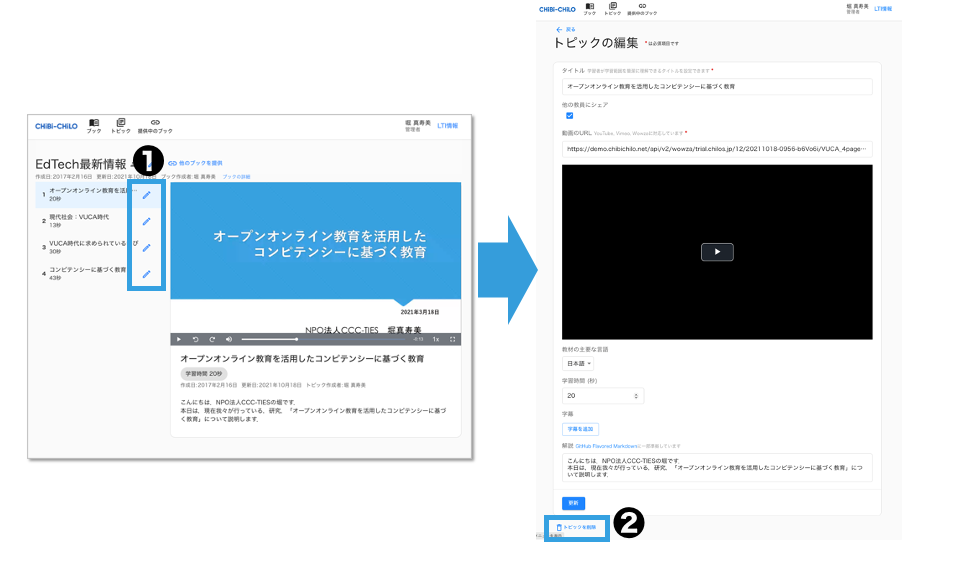 CHiBi-CHiLO
ブック
トピック
提供中のブック
堀 真寿美
管理者
LTI情報
EdTech最新情報
他のブックを提供
作成日:2017年2月16日 更新日:2021年10月18日 ブック作成者:堀 真寿美 ブックの詳細
1 オープンオンライン教育を活…
20秒
2 現代社会：VUCA時代
13秒
3 VUCA時代に求められている び
30秒
4 コンピテンシーに基づく教育
43秒
1
オープンオンライン教育を活用した
コンピテンシーに基づく教育
2021年3月18日
NPO法人CCC-TIES 堀真寿美
-0:13 1x
オープンオンライン教育を活用したコンピテンシーに基づく教育
学習時間 20秒
作成日:2017年2月16日 更新日:2021年10月18日 トピック作成者:堀 真寿美
こんにちは，NPO法人CCC-TIESの堀です．
本日は，現在我々が行っている，研究，「オープンオンライン教育を活用したコンピテンシーに基づ
く教育」について説明します．
CHiBi-CHiLO
ブック
トピック
提供中のブック
堀 真寿美
管理者
LTI情報
戻る
トピックの編集 *は必須項目です
タイトル 学習者が学習範囲を簡潔に理解できるタイトルを設定できます *
オープンオンライン教育を活用したコンピテンシーに基づく教育
他の教員にシェア
動画のURL YouTube, Vimeo, Wowzaに対応しています *
https://demo.chibichilo.net/api/v2/wowza/trial.chilos.jp/12/20211018-0956-b6Vo6i/VUCA_4page…
教材の主要な言語
日本語
学習時間 (秒)
20
字幕
字幕を追加
解説 GitHub Flavored Markdownに一部準拠しています
こんにちは，NPO法人CCC-TIESの堀です．
本日は，現在我々が行っている，研究，「オープンオンライン教育を活用したコンピテンシーに基づく教育」につ
いて説明します．
更新
トピックを削除
2